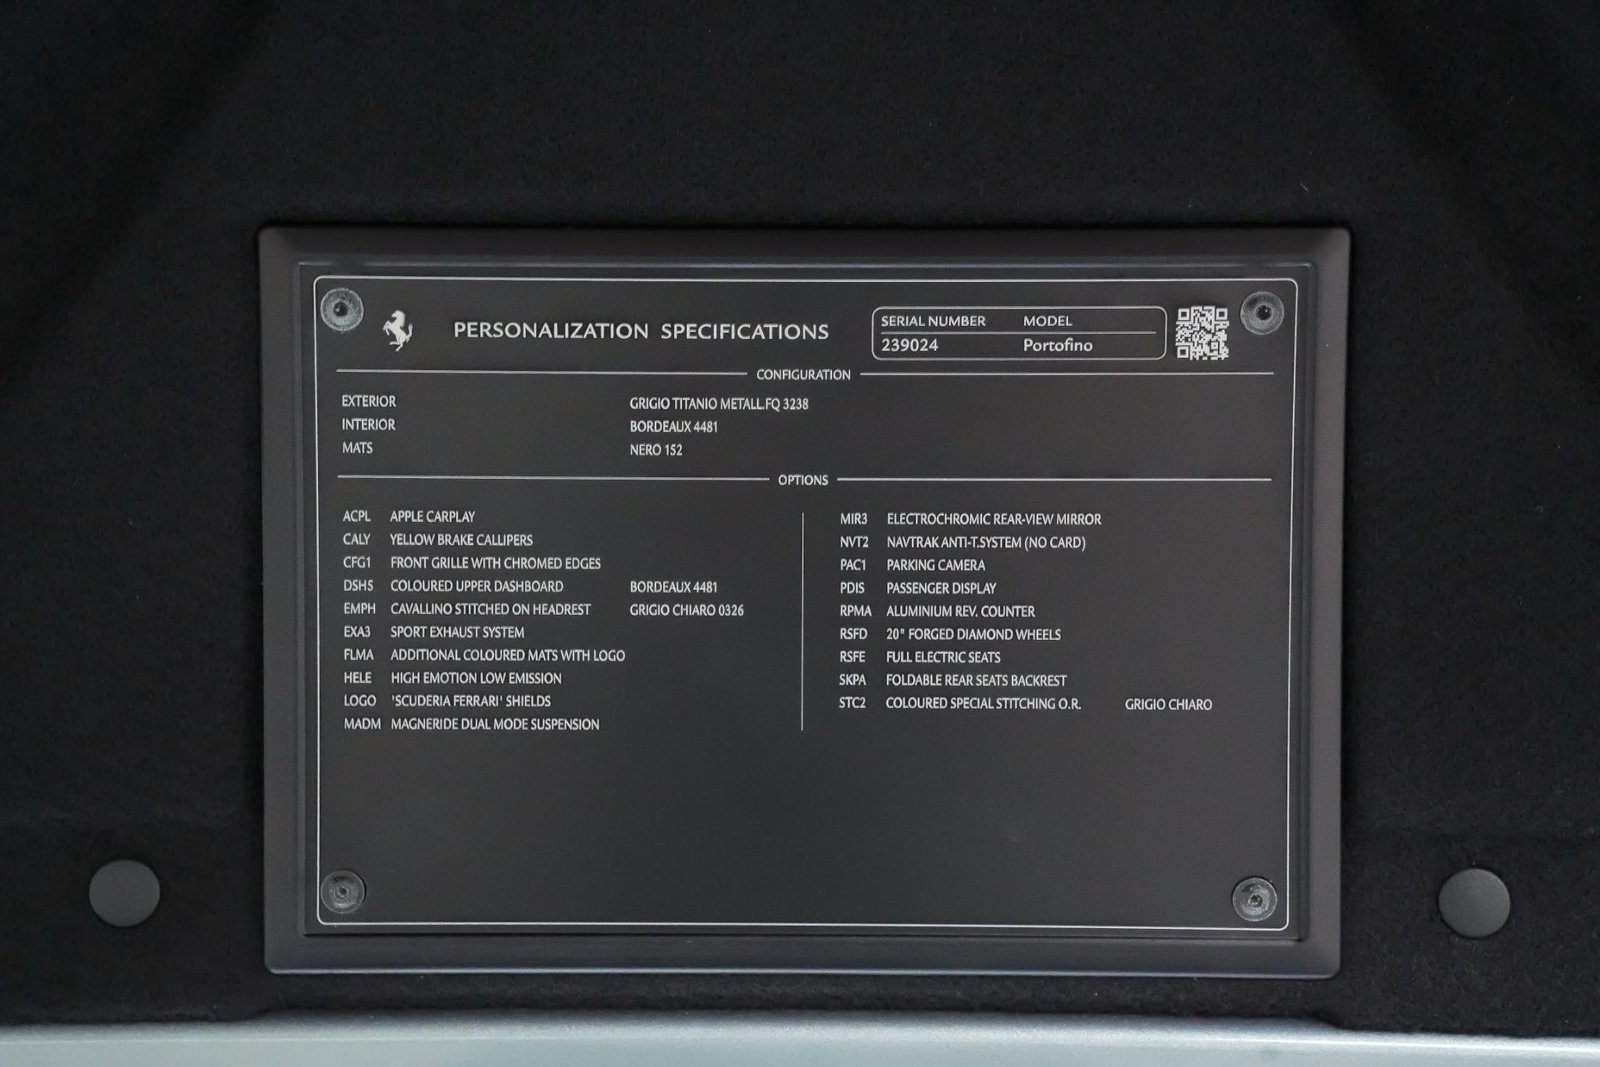 PERSONALIZATION SPECIFICATIONS
SERIAL NUMBER MODEL
239024 Portofino
CONFIGURATION
EXTERIOR GRIGIO TITANIO METALL.FQ 3238
INTERIOR BORDEAUX 4481
MATS NERO 152
OPTIONS
ACPL APPLE CARPLAY
CALY YELLOW BRAKE CALLIPERS
CFG1 FRONT GRILLE WITH CHROMED EDGES
DSH5 COLOURED UPPER DASHBOARD BORDEAUX 4481
EMPH CAVALLINO STITCHED ON HEADREST GRIGIO CHIARO 0326
EXA3 SPORT EXHAUST SYSTEM
FLMA ADDITIONAL COLOURED MATS WITH LOGO
HELE HIGH EMOTION LOW EMISSION
LOGO 'SCUDERIA FERRARI' SHIELDS
MADM MAGNERIDE DUAL MODE SUSPENSION
MIR3 ELECTROCHROMIC REAR-VIEW MIRROR
NVT2 NAVTRAK ANTI-T.SYSTEM (NO CARD)
PAC1 PARKING CAMERA
PDIS PASSENGER DISPLAY
RPMA ALUMINIUM REV. COUNTER
RSFD 20" FORGED DIAMOND WHEELS
RSFE FULL ELECTRIC SEATS
SKPA FOLDABLE REAR SEATS BACKREST
STC2 COLOURED SPECIAL STITCHING O.R. GRIGIO CHIARO